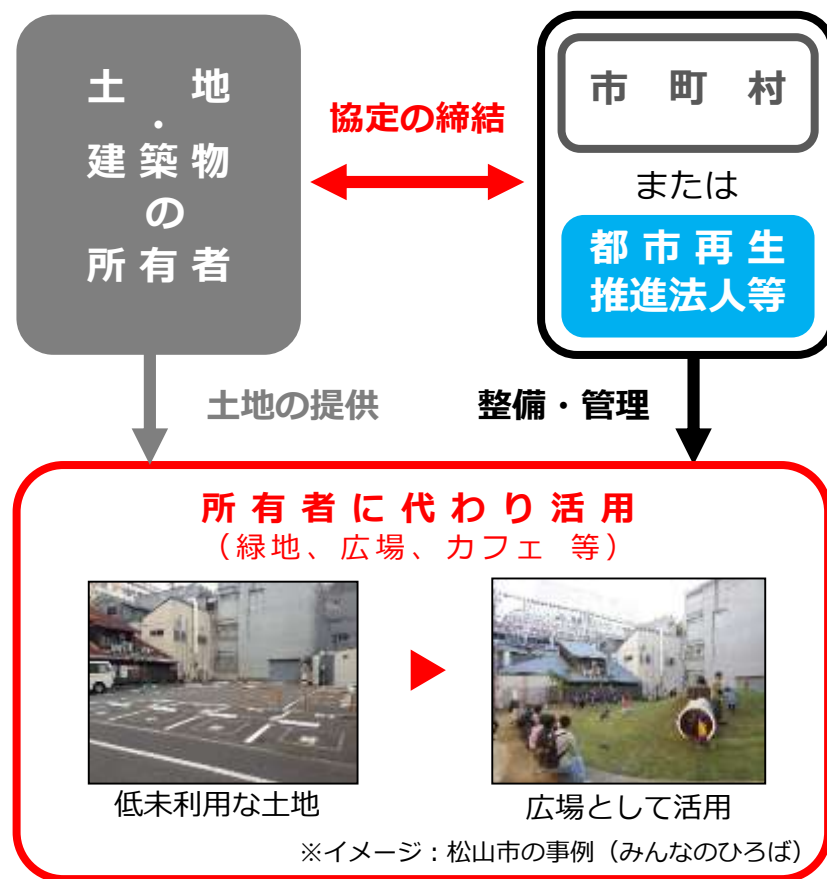 土地
・
建築物
の
所有者
協定の締結
市町村
または
都市再生
推進法人等
土地の提供
整備・管理
所有者に代わり活用
（緑地、広場、カフェ 等）
低未利用な土地
広場として活用
※イメージ：松山市の事例（みんなのひろば）